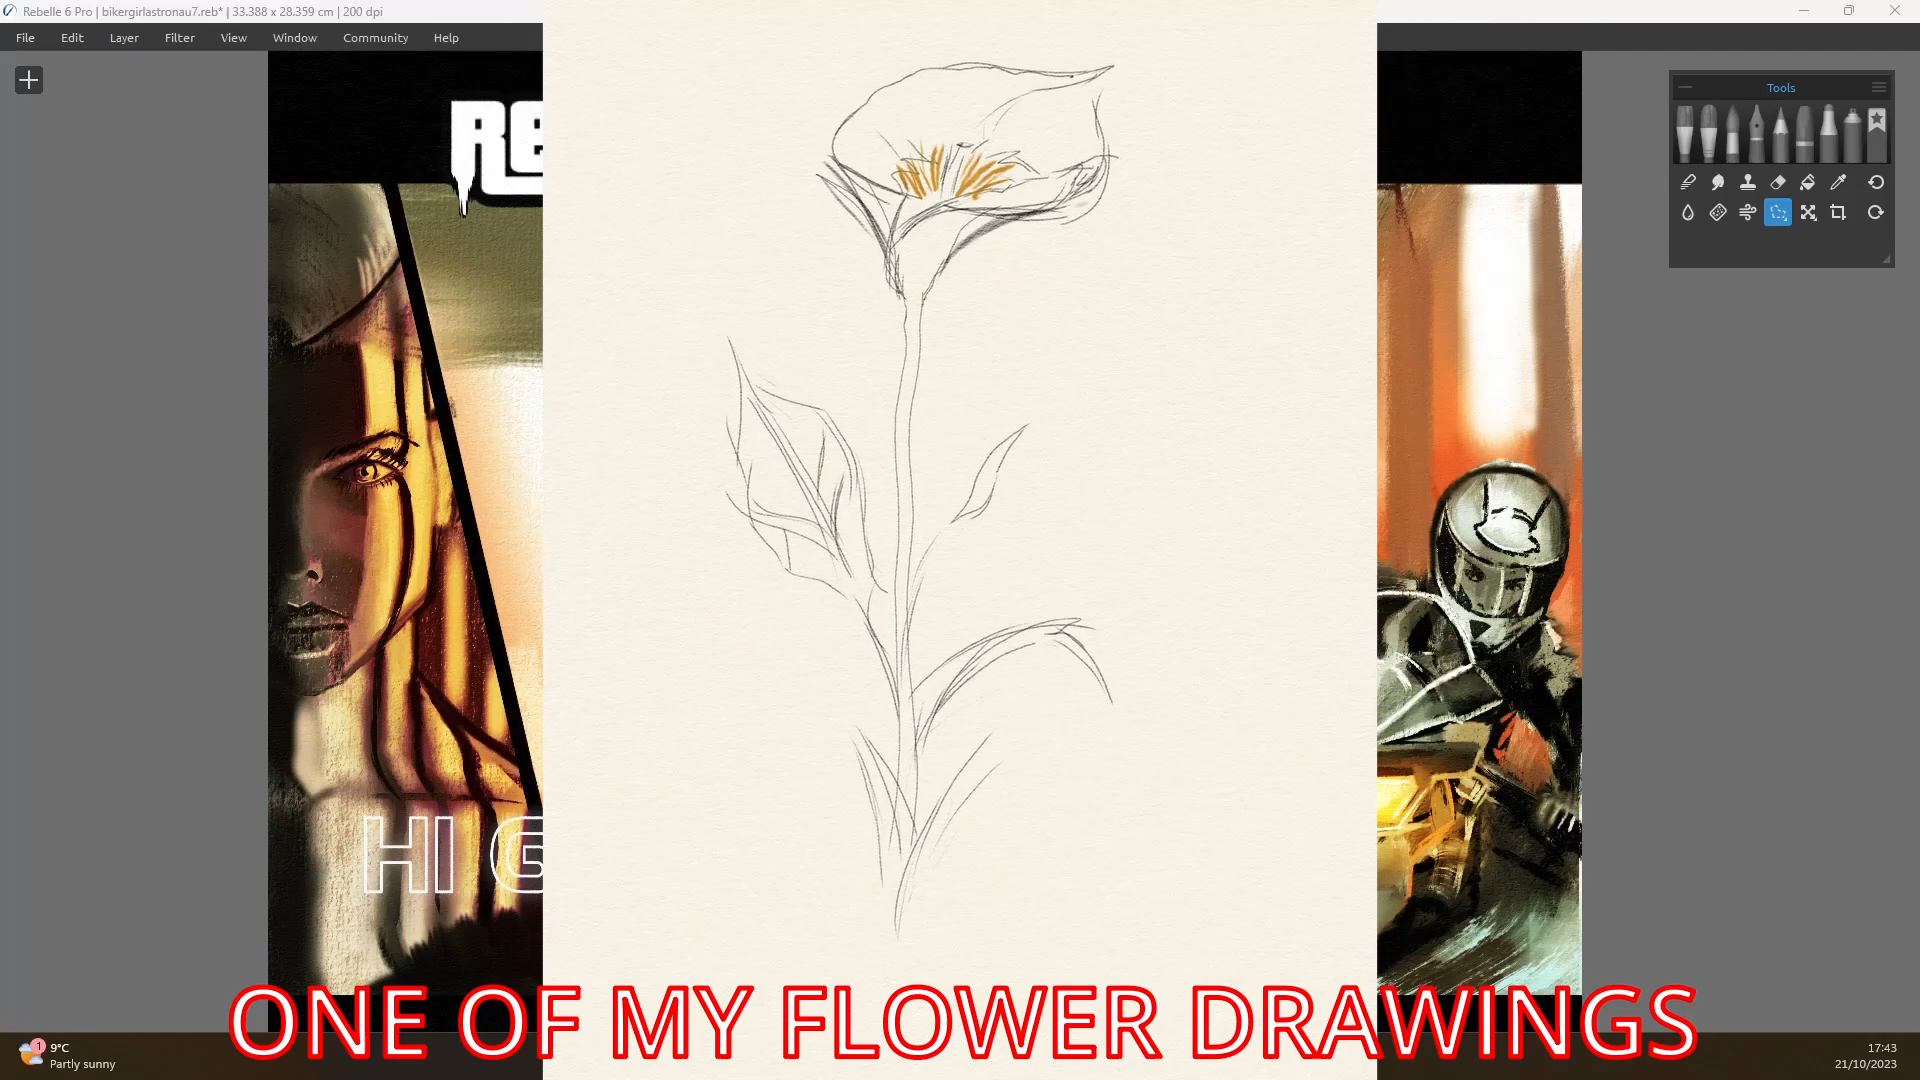 Rebelle 6 Pro | bikergirlastronau7.reb* | 33.388 x 28.359 cm | 200 dpi
File Edit Layer Filter View Window Community Help
Tools
HI G
ONE OF MY FLOWER DRAWINGS
1
9°C
Partly sunny
17:43
21/10/2023